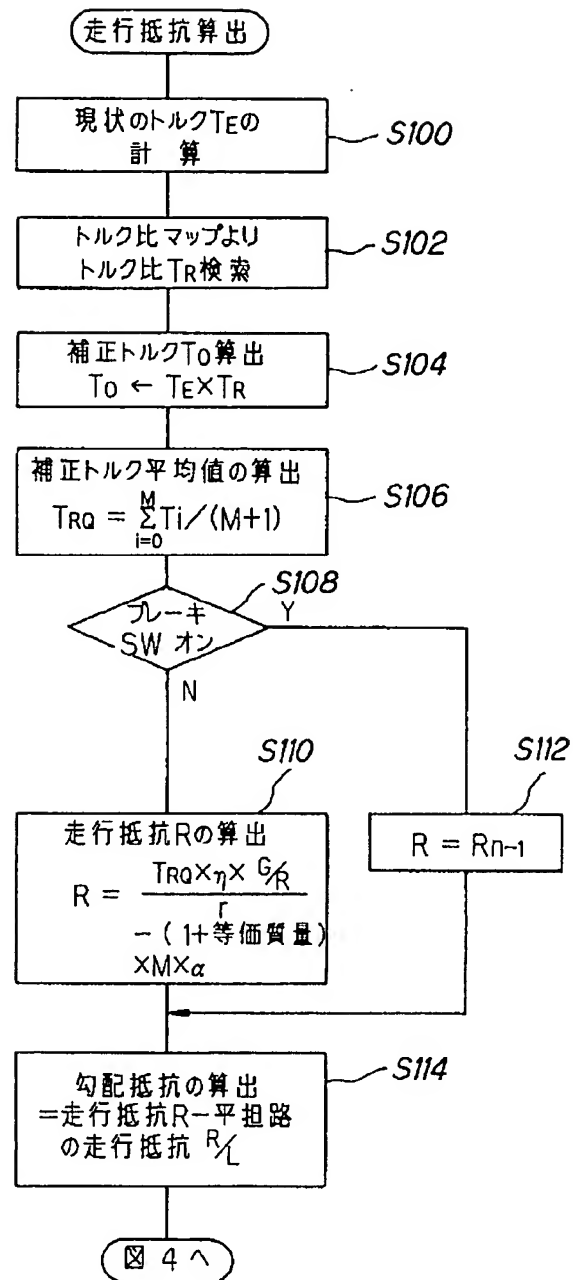 走行抵抗算出
現状のトルクTEの
計算
S100
トルク比マップより
トルク比TR検索
S102
補正トルクTO算出
TO ← TE×TR
S104
補正トルク平均値の算出
TRQ = M∑i=0 Ti/(M+1)
S106
S108
ブレーキ
SW オン
Y
N
S110
走行抵抗Rの算出
R = TRQ×η×G/R / r
-(1+等価質量)
×M×α
S112
R = Rn-1
勾配抵抗の算出
=走行抵抗R-平担路
の走行抵抗 R/L
S114
図4へ